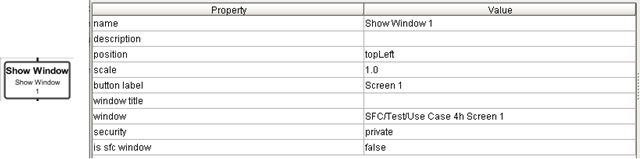 Show Window
Show Window
1
Property Value
name Show Window 1
description
position topLeft
scale 1.0
button label Screen 1
window title
window SFC/Test/Use Case 4h Screen 1
security private
is sfc window false